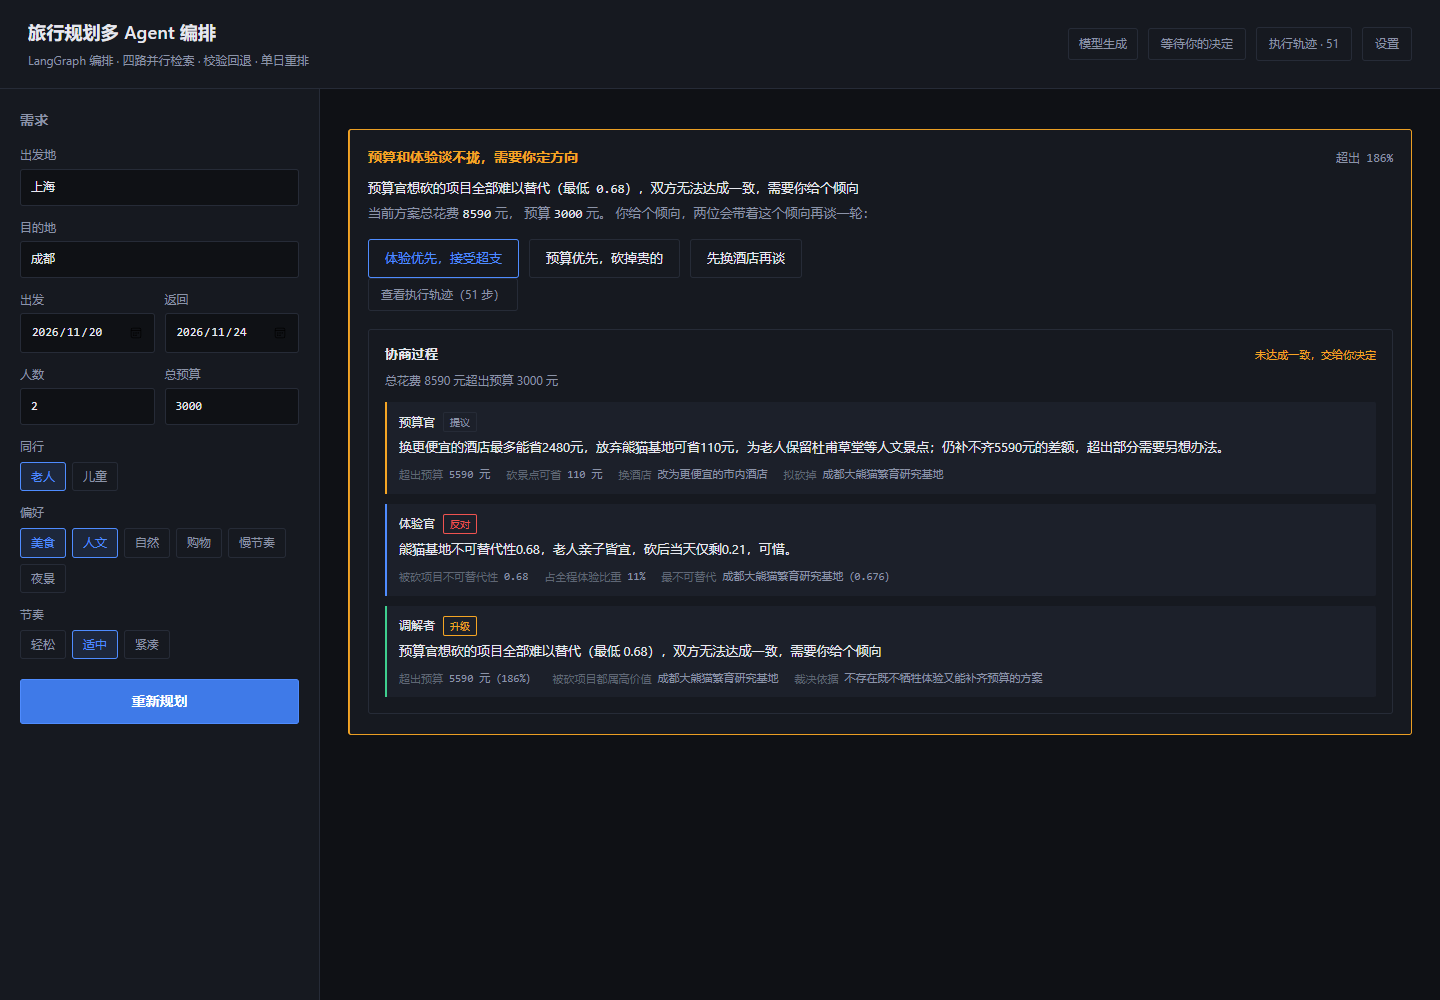 旅行规划多 Agent 编排
LangGraph 编排 · 四路并行检索 · 校验回退 · 单日重排
模型生成
等待你的决定
执行轨迹 · 51
设置
需求
出发地
上海
目的地
成都
出发 返回
2026/11/20 2026/11/24
人数 总预算
2 3000
同行
老人 儿童
偏好
美食 人文 自然 购物 慢节奏
夜景
节奏
轻松 适中 紧凑
重新规划
预算和体验谈不拢，需要你定方向
超出 186%
预算官想砍的项目全部难以替代（最低 0.68），双方无法达成一致，需要你给个倾向
当前方案总花费 8590 元， 预算 3000 元。 你给个倾向，两位会带着这个倾向再谈一轮：
体验优先，接受超支 预算优先，砍掉贵的 先换酒店再谈
查看执行轨迹（51 步）
协商过程
未达成一致，交给你决定
总花费 8590 元超出预算 3000 元
预算官 提议
换更便宜的酒店最多能省2480元，放弃熊猫基地可省110元，为老人保留杜甫草堂等人文景点；仍补不齐5590元的差额，超出部分需要另想办法。
超出预算 5590 元 砍景点可省 110 元 换酒店 改为更便宜的市内酒店 拟砍掉 成都大熊猫繁育研究基地
体验官 反对
熊猫基地不可替代性0.68，老人亲子皆宜，砍后当天仅剩0.21，可惜。
被砍项目不可替代性 0.68 占全程体验比重 11% 最不可替代 成都大熊猫繁育研究基地（0.676）
调解者 升级
预算官想砍的项目全部难以替代（最低 0.68），双方无法达成一致，需要你给个倾向
超出预算 5590 元（186%） 被砍项目都属高价值 成都大熊猫繁育研究基地 裁决依据 不存在既不牺牲体验又能补齐预算的方案